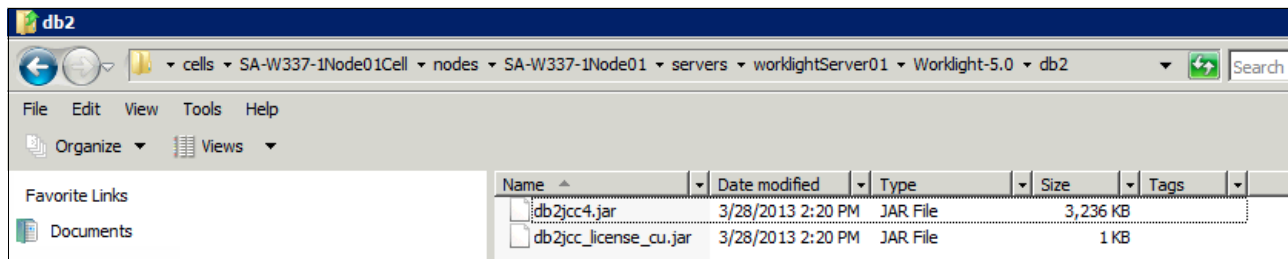 db2
cells SA-W337-1Node01Cell nodes SA-W337-1Node01 servers worklightServer01 Worklight-5.0 db2 Search
File Edit View Tools Help
Organize Views
Favorite Links
Documents
Name Date modified Type Size Tags
db2jcc4.jar 3/28/2013 2:20 PM JAR File 3,236 KB
db2jcc_license_cu.jar 3/28/2013 2:20 PM JAR File 1 KB